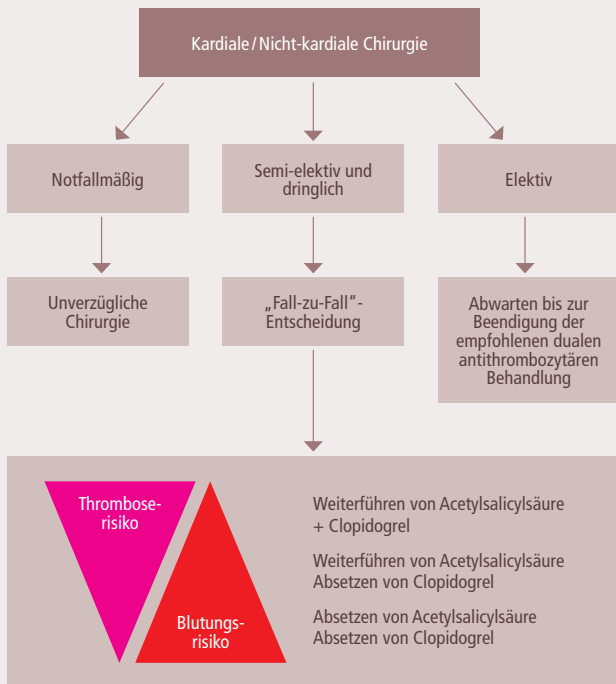 Kardiale/Nicht-kardiale Chirurgie
Notfallmäßig
Semi-elektiv und
dringlich
Elektiv
Unverzügliche
Chirurgie
„Fall-zu-Fall“-
Entscheidung
Abwarten bis zur
Beendigung der
empfohlenen dualen
antithrombozytären
Behandlung
Thrombose-
risiko
Blutungs-
risiko
Weiterführen von Acetylsalicylsäure
+ Clopidogrel
Weiterführen von Acetylsalicylsäure
Absetzen von Clopidogrel
Absetzen von Acetylsalicylsäure
Absetzen von Clopidogrel